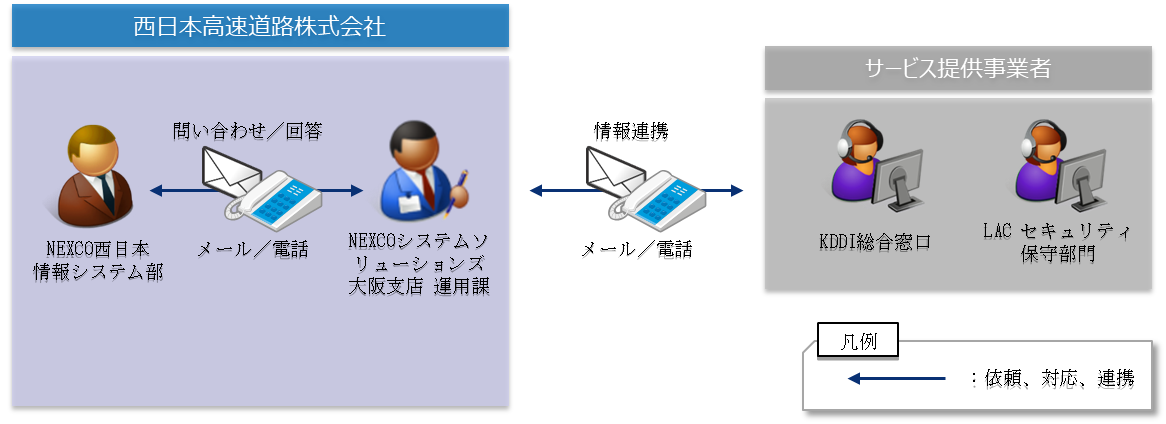 西日本高速道路株式会社
サービス提供事業者
問い合わせ／回答
情報連携
メール／電話
メール／電話
NEXCO西日本
情報システム部
NEXCOシステムソ
リューションズ
大阪支店 運用課
KDDI総合窓口
LAC セキュリティ
保守部門
凡例
：依頼、対応、連携